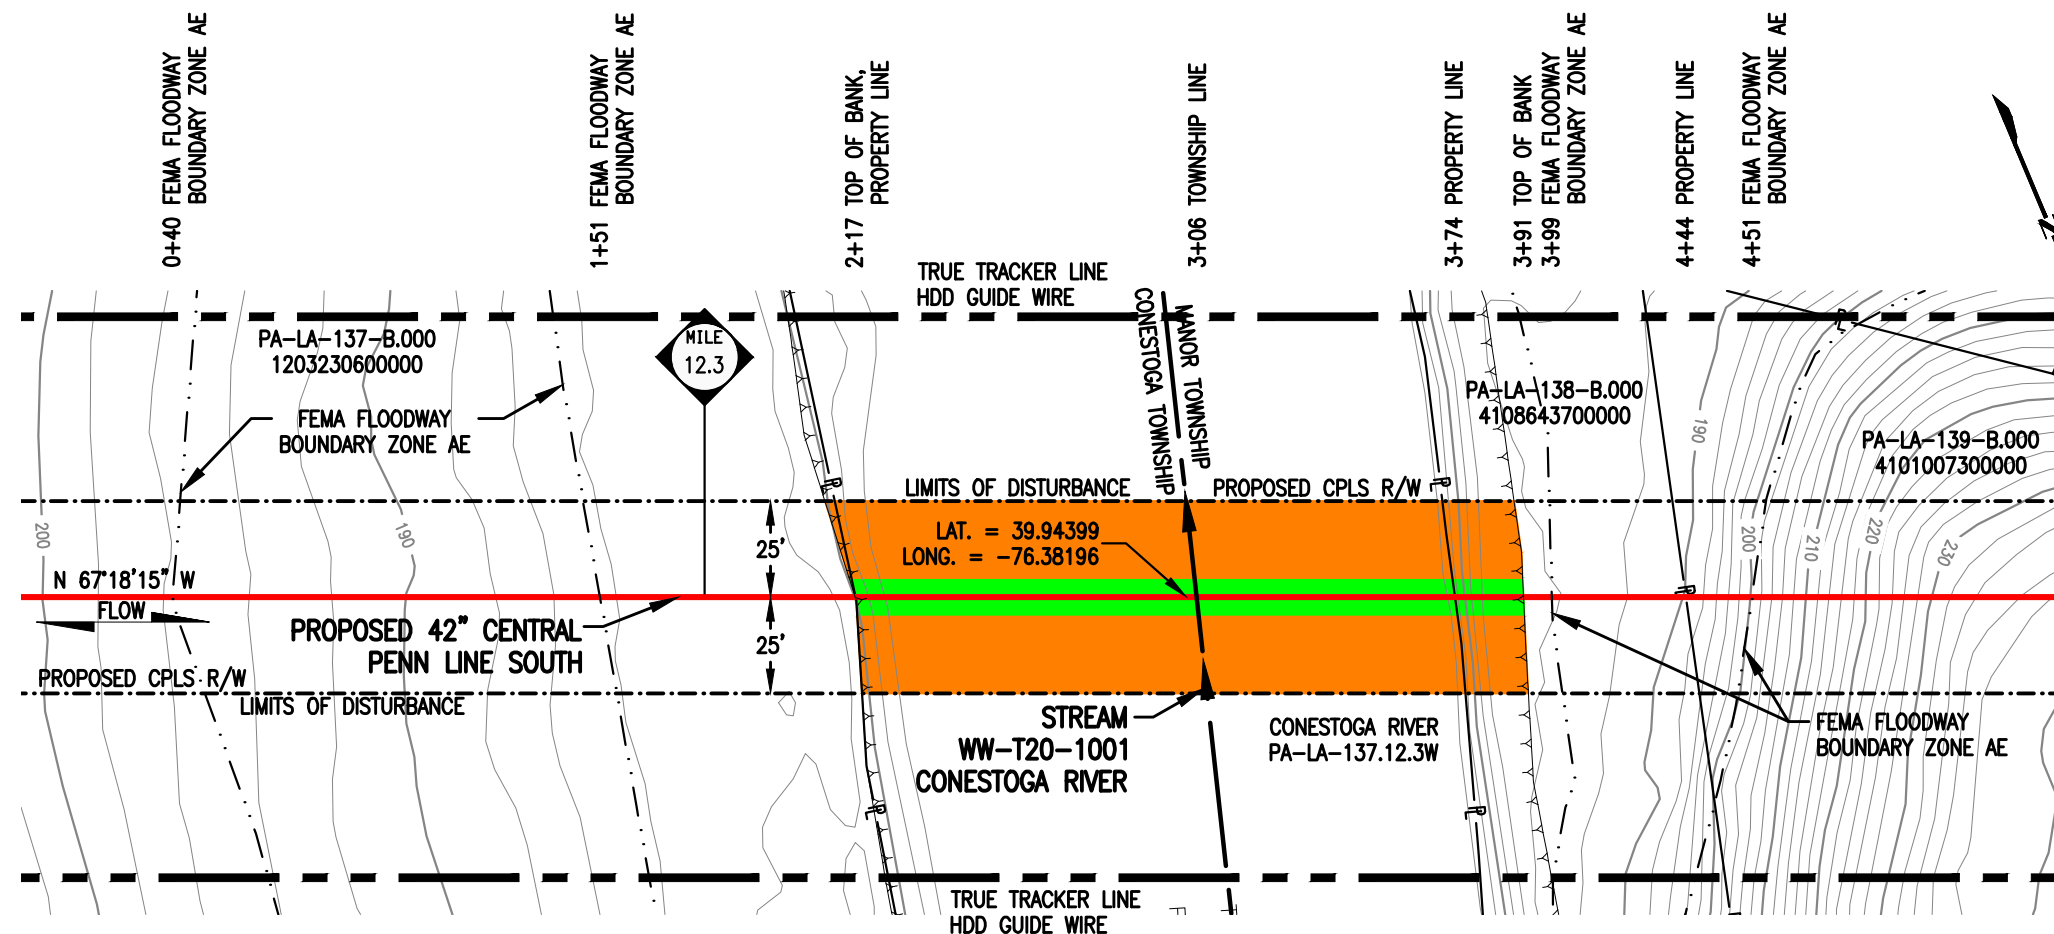 0+40 FEMA FLOODWAY
BOUNDARY ZONE AE
1+51 FEMA FLOODWAY
BOUNDARY ZONE AE
2+17 TOP OF BANK,
PROPERTY LINE
3+06 TOWNSHIP LINE
3+74 PROPERTY LINE
3+91 TOP OF BANK
3+99 FEMA FLOODWAY
BOUNDARY ZONE AE
4+44 PROPERTY LINE
4+51 FEMA FLOODWAY
BOUNDARY ZONE AE
TRUE TRACKER LINE
HDD GUIDE WIRE
PA-LA-137-B.000
1203230600000
MILE
12.3
FEMA FLOODWAY
BOUNDARY ZONE AE
CONESTOGA TOWNSHIP
MANOR TOWNSHIP
PA-LA-138-B.000
4108643700000
PA-LA-139-B.000
4101007300000
190
LIMITS OF DISTURBANCE
PROPOSED CPLS R/W
LAT. = 39.94399
LONG. = -76.38196
200
190
25'
25'
200
210
220
230
N 67°18'15" W
FLOW
PROPOSED 42" CENTRAL
PENN LINE SOUTH
PROPOSED CPLS R/W
LIMITS OF DISTURBANCE
STREAM
WW-T20-1001
CONESTOGA RIVER
CONESTOGA RIVER
PA-LA-137.12.3W
FEMA FLOODWAY
BOUNDARY ZONE AE
TRUE TRACKER LINE
HDD GUIDE WIRE